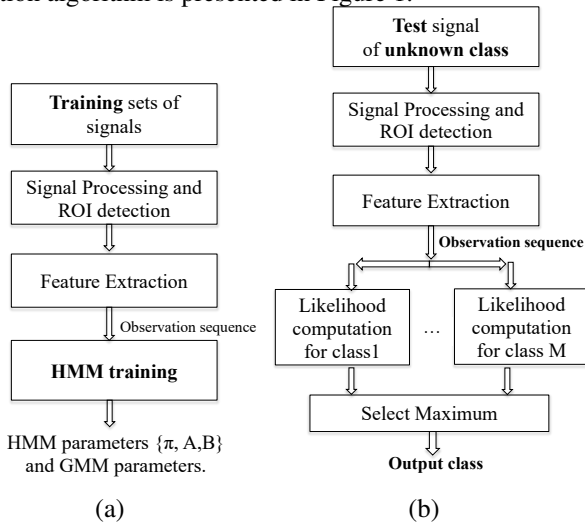 tion algorithm is presented in Figure 1.
Training sets of
signals
Signal Processing and
ROI detection
Feature Extraction
Observation sequence
HMM training
HMM parameters {π, A,B}
and GMM parameters.
(a)
Test signal
of unknown class
Signal Processing and
ROI detection
Feature Extraction
Observation sequence
Likelihood
computation
for class1
...
Likelihood
computation
for class M
Select Maximum
Output class
(b)